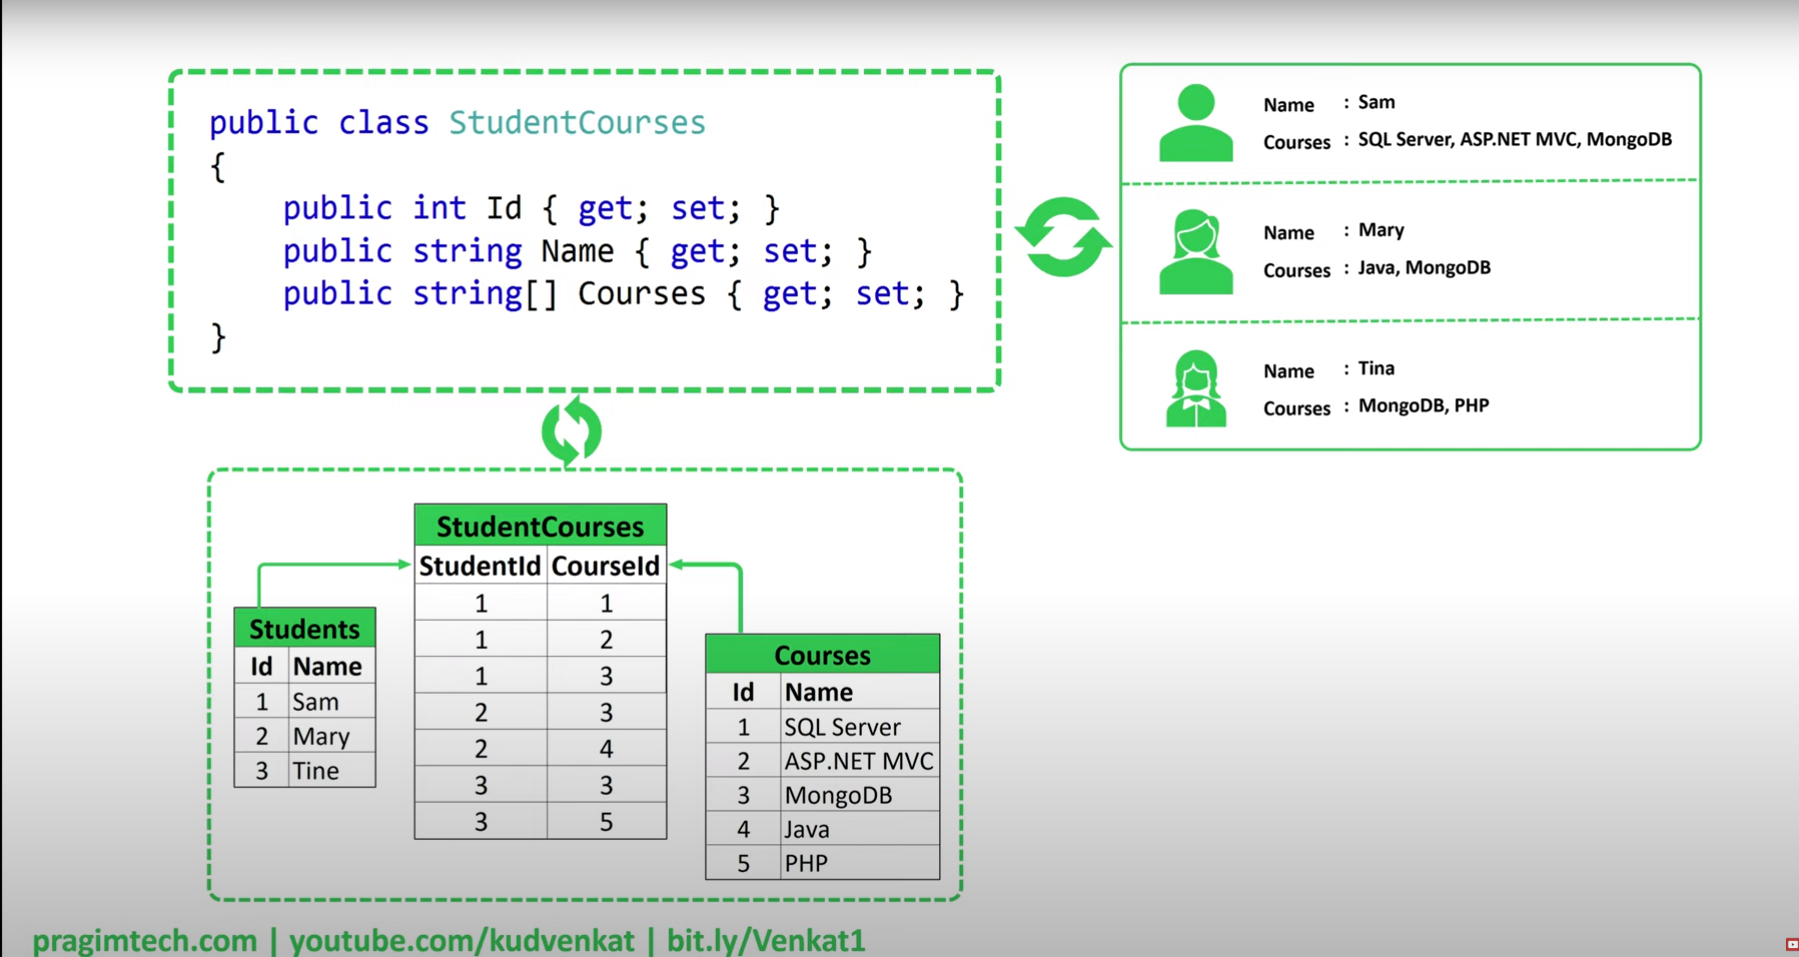 public class StudentCourses
{
public int Id { get; set; }
public string Name { get; set; }
public string[] Courses { get; set; }
}
Name : Sam
Courses : SQL Server, ASP.NET MVC, MongoDB
Name : Mary
Courses : Java, MongoDB
Name : Tina
Courses : MongoDB, PHP
Students
Id Name
1 Sam
2 Mary
3 Tine
StudentCourses
StudentId CourseId
1 1
1 2
1 3
2 3
2 4
3 3
3 5
Courses
Id Name
1 SQL Server
2 ASP.NET MVC
3 MongoDB
4 Java
5 PHP
pragimtech.com | youtube.com/kudvenkat | bit.ly/Venkat1